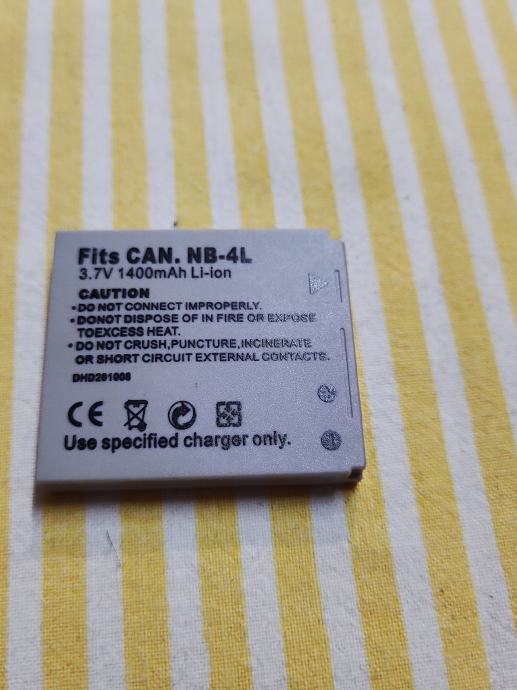 Fits CAN. NB-4L
3.7V 1400mAh Li-ion
CAUTION
•DO NOT CONNECT IMPROPERLY.
•DONOT DISPOSE OF IN FIRE OR EXPOSE
TOEXCESS HEAT.
•DO NOT CRUSH,PUNCTURE,INCINERATE
OR SHORT CIRCUIT EXTERNAL CONTACTS.
DHD201008
CE
Use specified charger only.